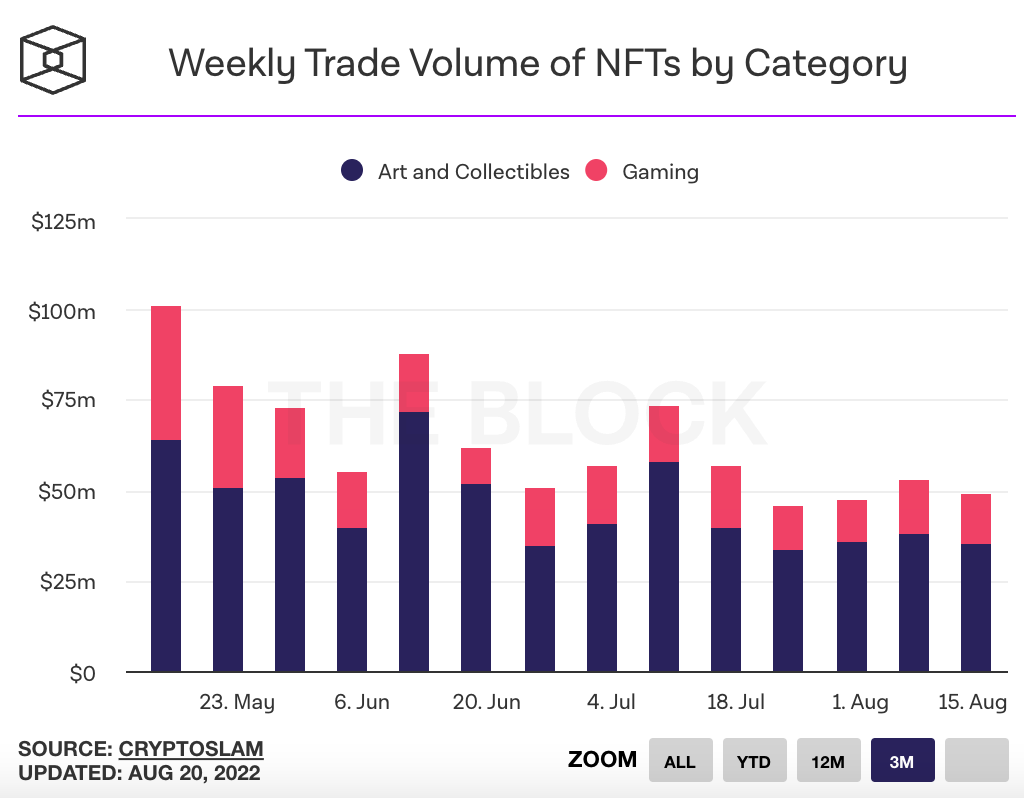 Weekly Trade Volume of NFTs by Category
Art and Collectibles Gaming
$125m
$100m
$75m
$50m
$25m
$0
THE BLOCK
23. May 6. Jun 20. Jun 4. Jul 18. Jul 1. Aug 15. Aug
SOURCE: CRYPTOSLAM
UPDATED: AUG 20, 2022
ZOOM ALL YTD 12M 3M